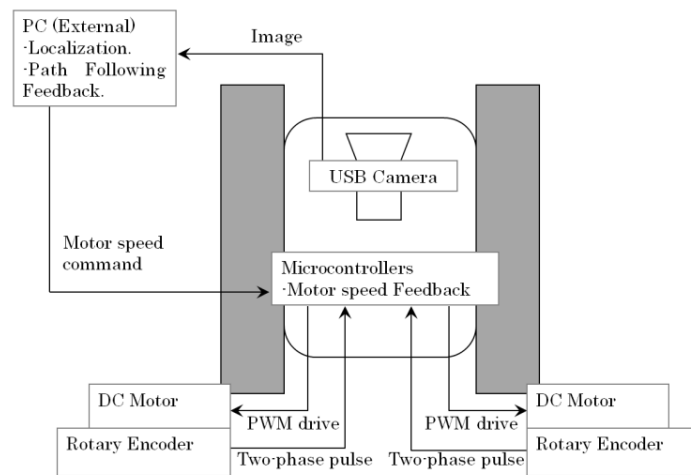 PC (External)
·Localization.
·Path Following
Feedback.
Image
USB Camera
Motor speed
command
Microcontrollers
·Motor speed Feedback
DC Motor
PWM drive
PWM drive
DC Motor
Rotary Encoder
Two-phase pulse
Two-phase pulse
Rotary Encoder